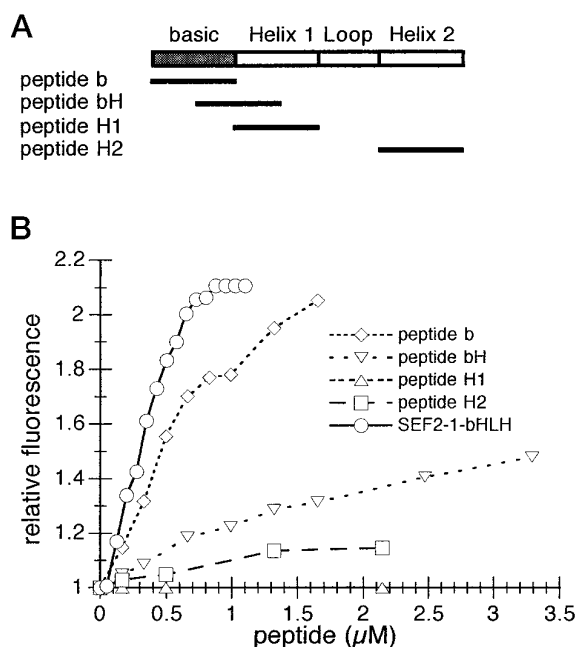 A
basic Helix 1 Loop Helix 2
peptide b
peptide bH
peptide H1
peptide H2
B
2.2
2
1.8
1.6
1.4
1.2
1
relative fluorescence
peptide b
peptide bH
peptide H1
peptide H2
SEF2-1-bHLH
0 0.5 1 1.5 2 2.5 3 3.5
peptide (µM)